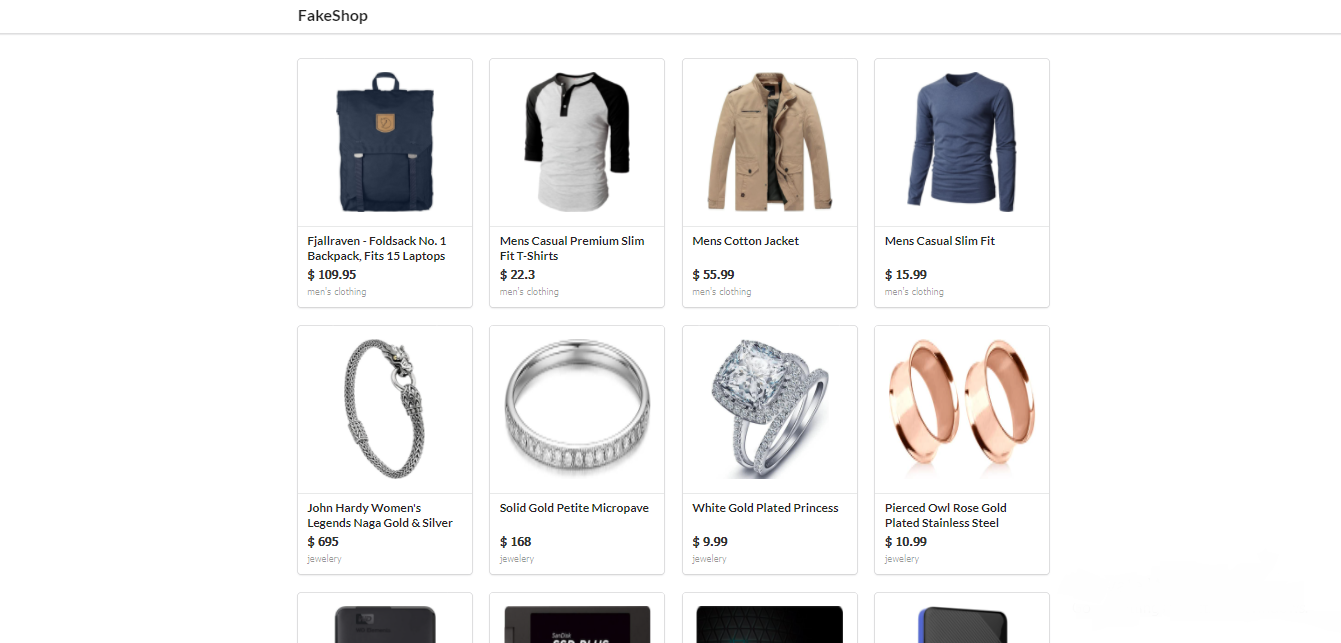 FakeShop
Fjallraven - Foldsack No. 1
Backpack, Fits 15 Laptops
$ 109.95
men's clothing
Mens Casual Premium Slim
Fit T-Shirts
$ 22.3
men's clothing
Mens Cotton Jacket
$ 55.99
men's clothing
Mens Casual Slim Fit
$ 15.99
men's clothing
John Hardy Women's
Legends Naga Gold & Silver
$ 695
jewelery
Solid Gold Petite Micropave
$ 168
jewelery
White Gold Plated Princess
$ 9.99
jewelery
Pierced Owl Rose Gold
Plated Stainless Steel
$ 10.99
jewelery
SanDisk
SSD PLUS